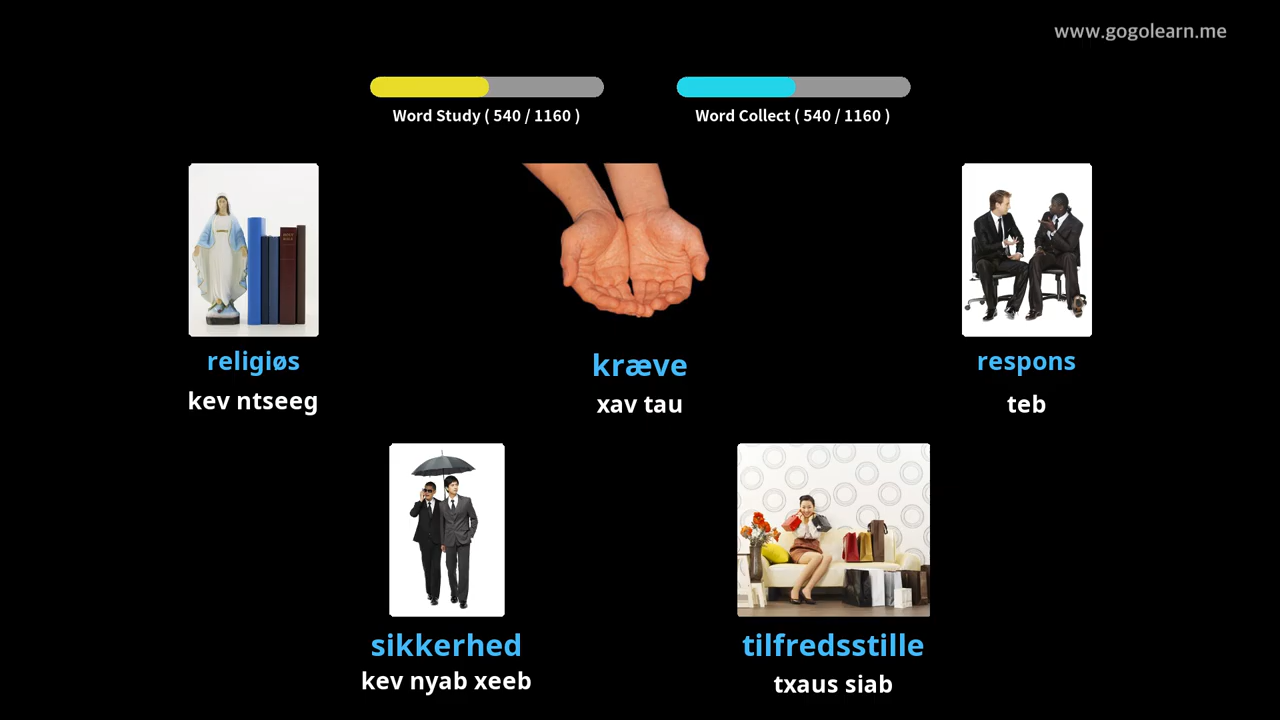 www.gogolearn.me
Word Study ( 540 / 1160 )
Word Collect ( 540 / 1160 )
religiøs
kev ntseeg
kræve
xav tau
respons
teb
sikkerhed
kev nyab xeeb
tilfredsstille
txaus siab